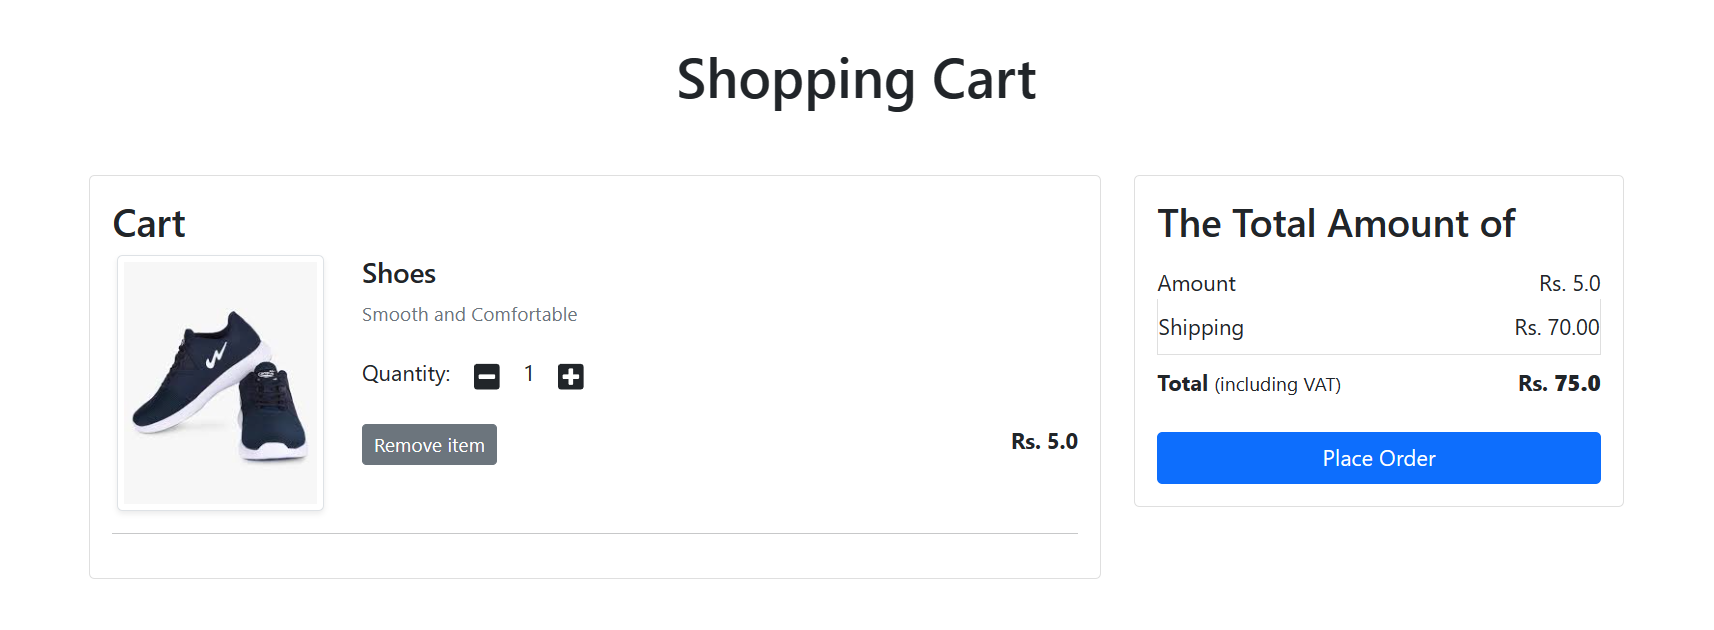 Shopping Cart
Cart
Shoes
Smooth and Comfortable
Quantity: 1
Remove item
Rs. 5.0
The Total Amount of
Amount Rs. 5.0
Shipping Rs. 70.00
Total (including VAT) Rs. 75.0
Place Order